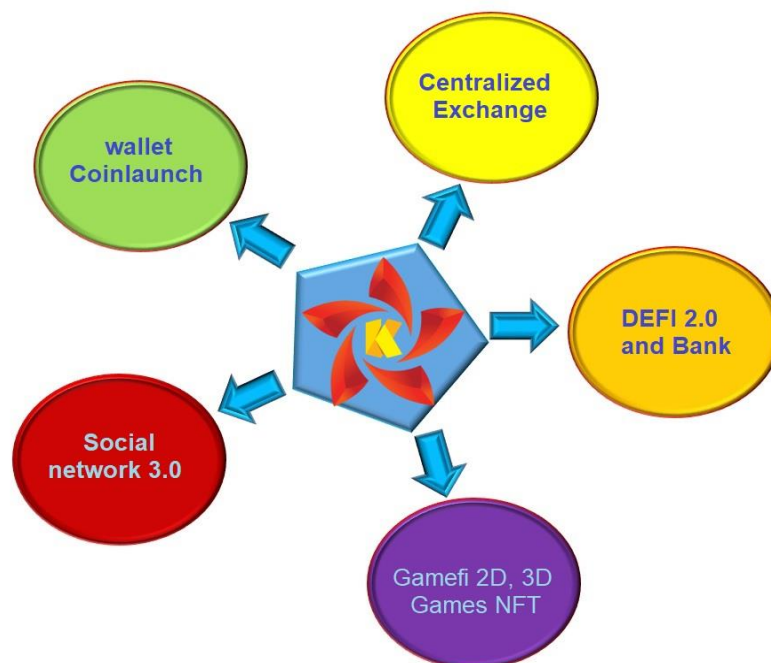 Centralized
Exchange
wallet
Coinlaunch
DEFI 2.0
and Bank
K
Social
network 3.0
Gamefi 2D, 3D
Games NFT